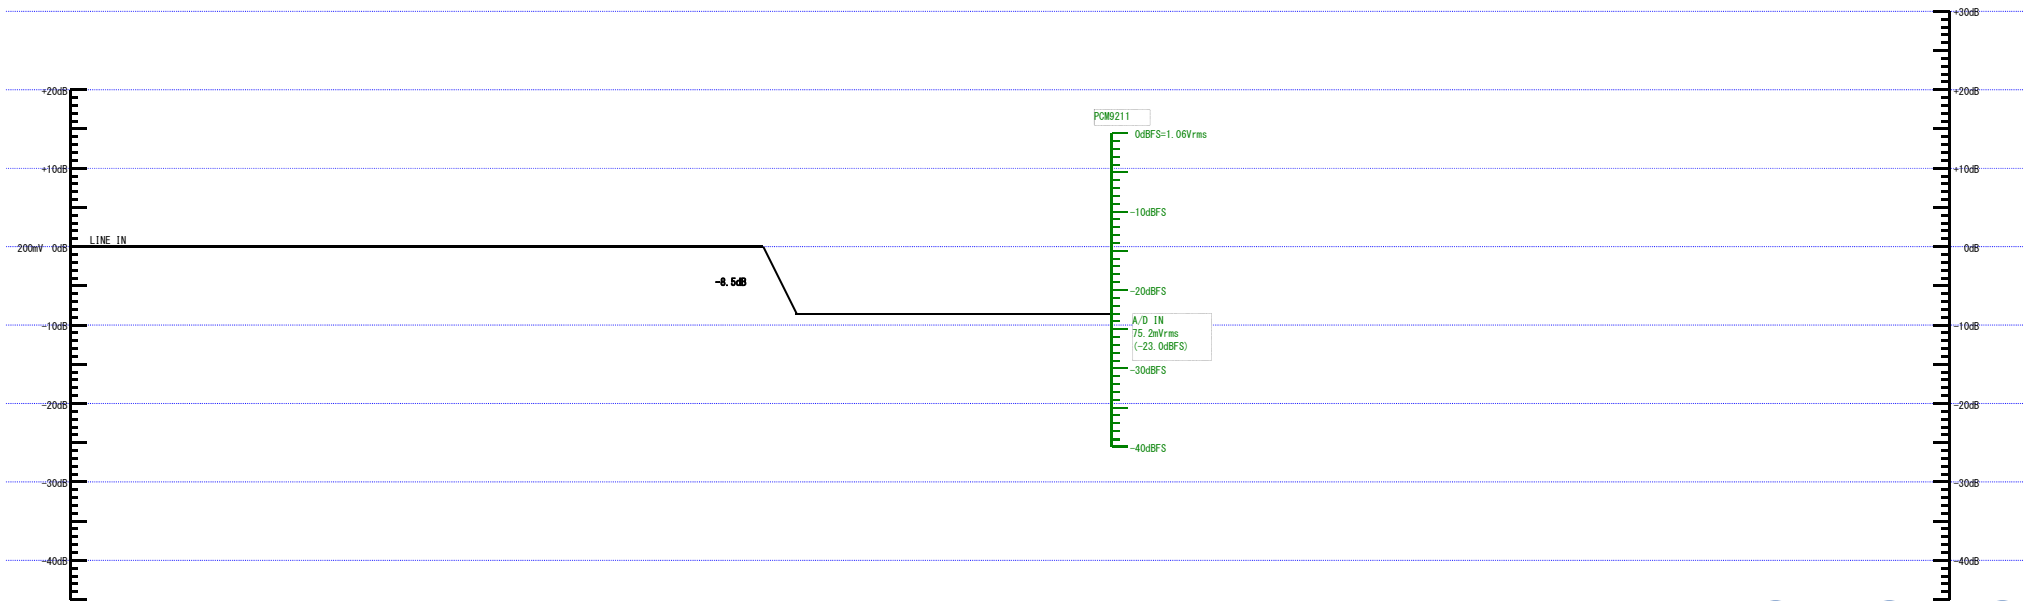 +30dB
+20dB
+20dB
PCM9211
0dBFS=1.06Vrms
+10dB
+10dB
-10dBFS
LINE IN
200mV 0dB
0dB
-8.5dB
-20dBFS
A/D IN
75.2mVrms
(-23.0dBFS)
-10dB
-10dB
-30dBFS
-20dB
-20dB
-40dBFS
-30dB
-30dB
-40dB
-40dB